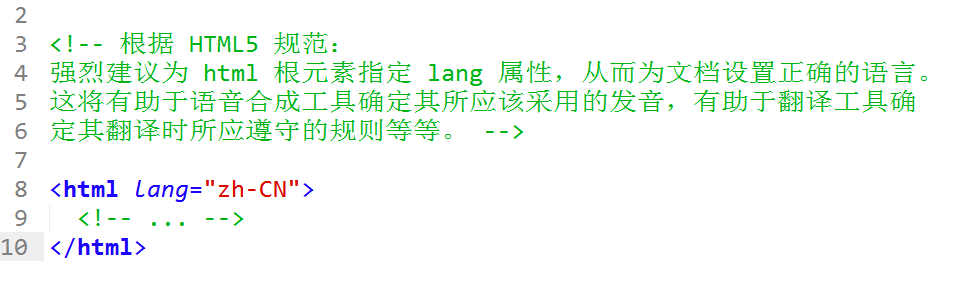 2
3 <!-- 根据 HTML5 规范:
4 强烈建议为 html 根元素指定 lang 属性，从而为文档设置正确的语言。
5 这将有助于语音合成工具确定其所应该采用的发音，有助于翻译工具确
6 定其翻译时所应遵守的规则等等。 -->
7
8 <html lang="zh-CN">
9 <!-- ... -->
10 </html>